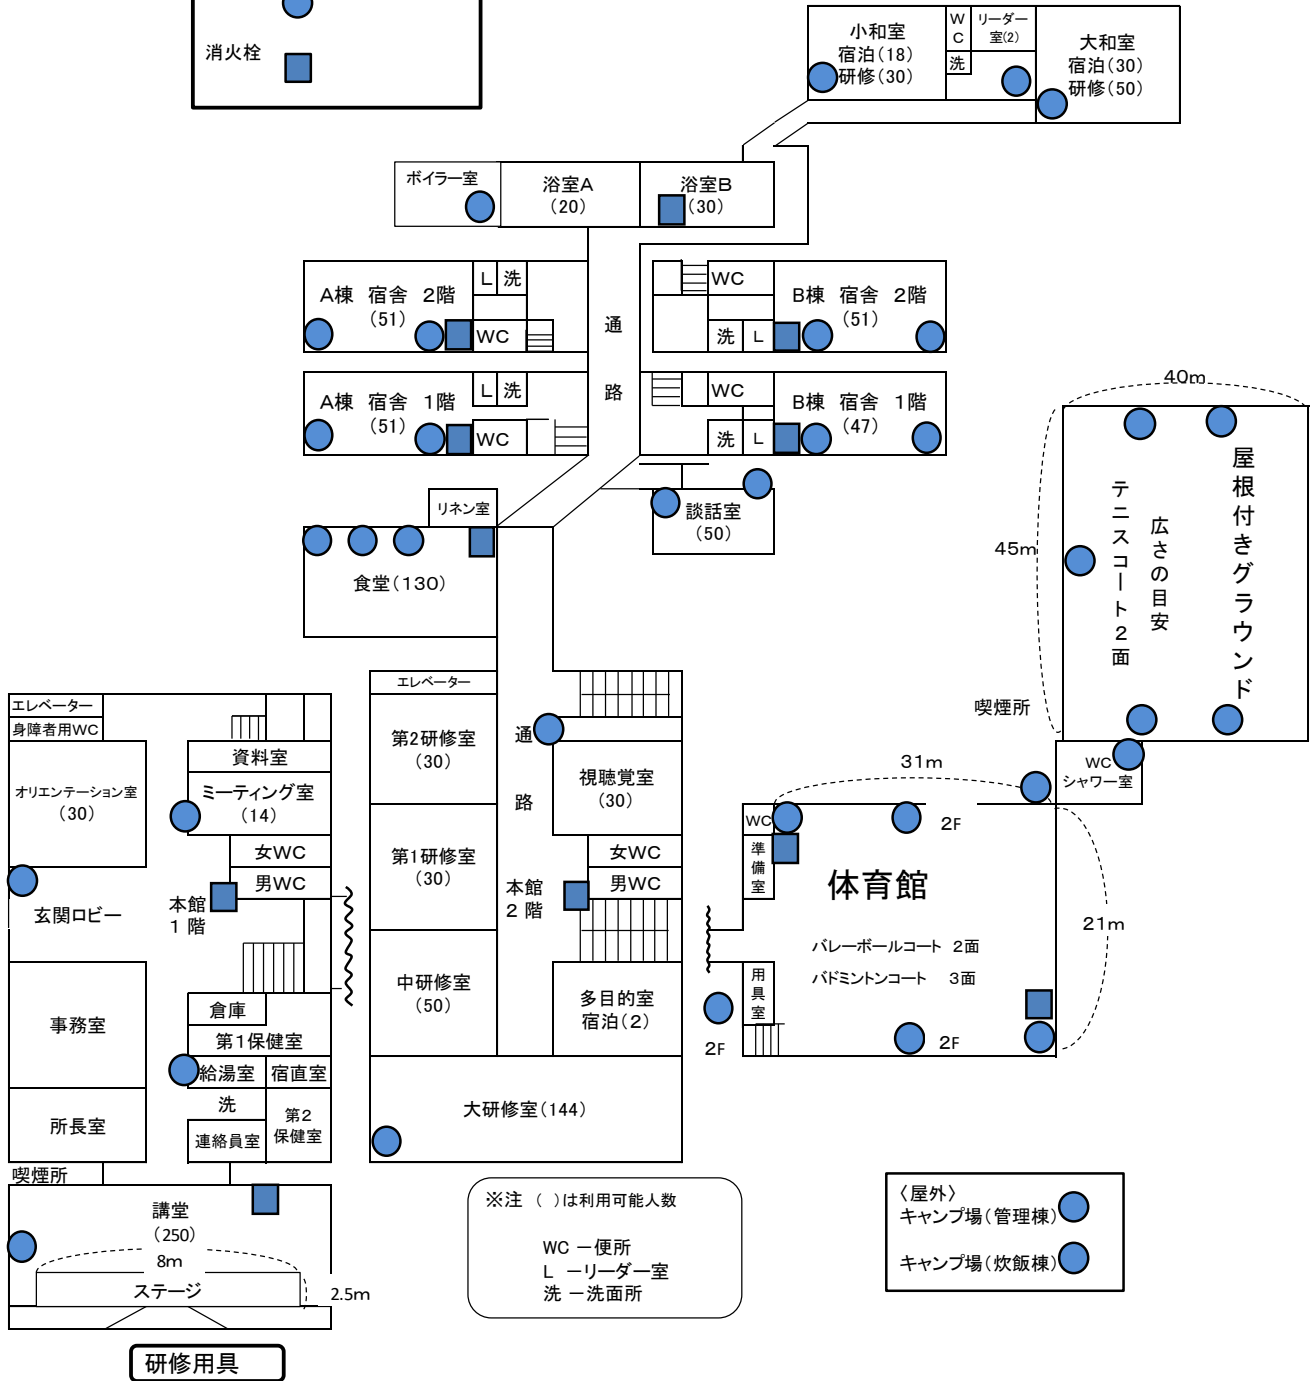 消火栓
小和室
宿泊(18)
研修(30)
WC
リーダー
室(2)
洗
大和室
宿泊(30)
研修(50)
ボイラー室
浴室A
(20)
浴室B
(30)
A棟 宿舎 2階
(51)
L
洗
WC
通路
WC
B棟 宿舎 2階
(51)
洗
L
A棟 宿舎 1階
(51)
L
洗
WC
WC
B棟 宿舎 1階
(47)
洗
L
リネン室
談話室
(50)
食堂(130)
40m
45m
屋根付きグラウンド
広さの目安
テニスコート2面
喫煙所
WC
シャワー室
エレベーター
身障者用WC
オリエンテーション室
(30)
資料室
ミーティング室
(14)
女WC
男WC
玄関ロビー
本館
1階
事務室
倉庫
第1保健室
給湯室
宿直室
洗
第2
保健室
連絡員室
所長室
喫煙所
講堂
(250)
8m
ステージ
2.5m
研修用具
エレベーター
第2研修室
(30)
通路
視聴覚室
(30)
第1研修室
(30)
女WC
男WC
本館
2階
中研修室
(50)
多目的室
宿泊(2)
大研修室(144)
31m
WC
準備室
2F
体育館
21m
バレーボールコート 2面
バドミントンコート 3面
用具室
2F
2F
※注 ( )は利用可能人数
WC ー便所
L ーリーダー室
洗 ー洗面所
〈屋外〉
キャンプ場(管理棟)
キャンプ場(炊飯棟)